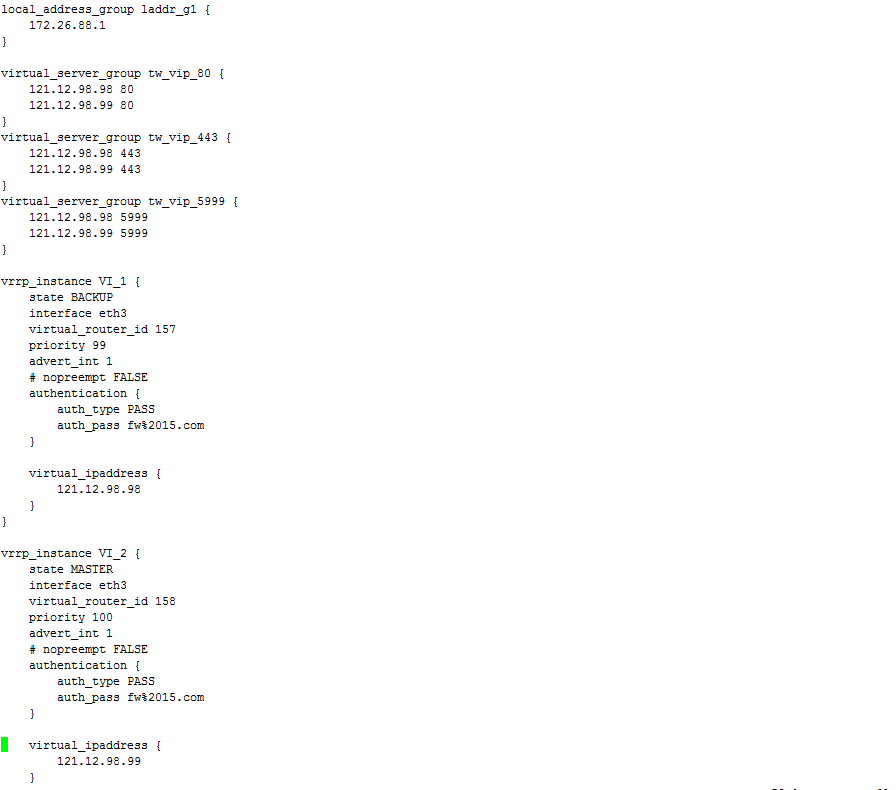 local_address_group laddr_g1 {
    172.26.88.1
}

virtual_server_group tw_vip_80 {
    121.12.98.98 80
    121.12.98.99 80
}
virtual_server_group tw_vip_443 {
    121.12.98.98 443
    121.12.98.99 443
}
virtual_server_group tw_vip_5999 {
    121.12.98.98 5999
    121.12.98.99 5999
}

vrrp_instance VI_1 {
    state BACKUP
    interface eth3
    virtual_router_id 157
    priority 99
    advert_int 1
    # nopreempt FALSE
    authentication {
        auth_type PASS
        auth_pass fw%2015.com
    }

    virtual_ipaddress {
        121.12.98.98
    }
}

vrrp_instance VI_2 {
    state MASTER
    interface eth3
    virtual_router_id 158
    priority 100
    advert_int 1
    # nopreempt FALSE
    authentication {
        auth_type PASS
        auth_pass fw%2015.com
    }

    virtual_ipaddress {
        121.12.98.99
    }